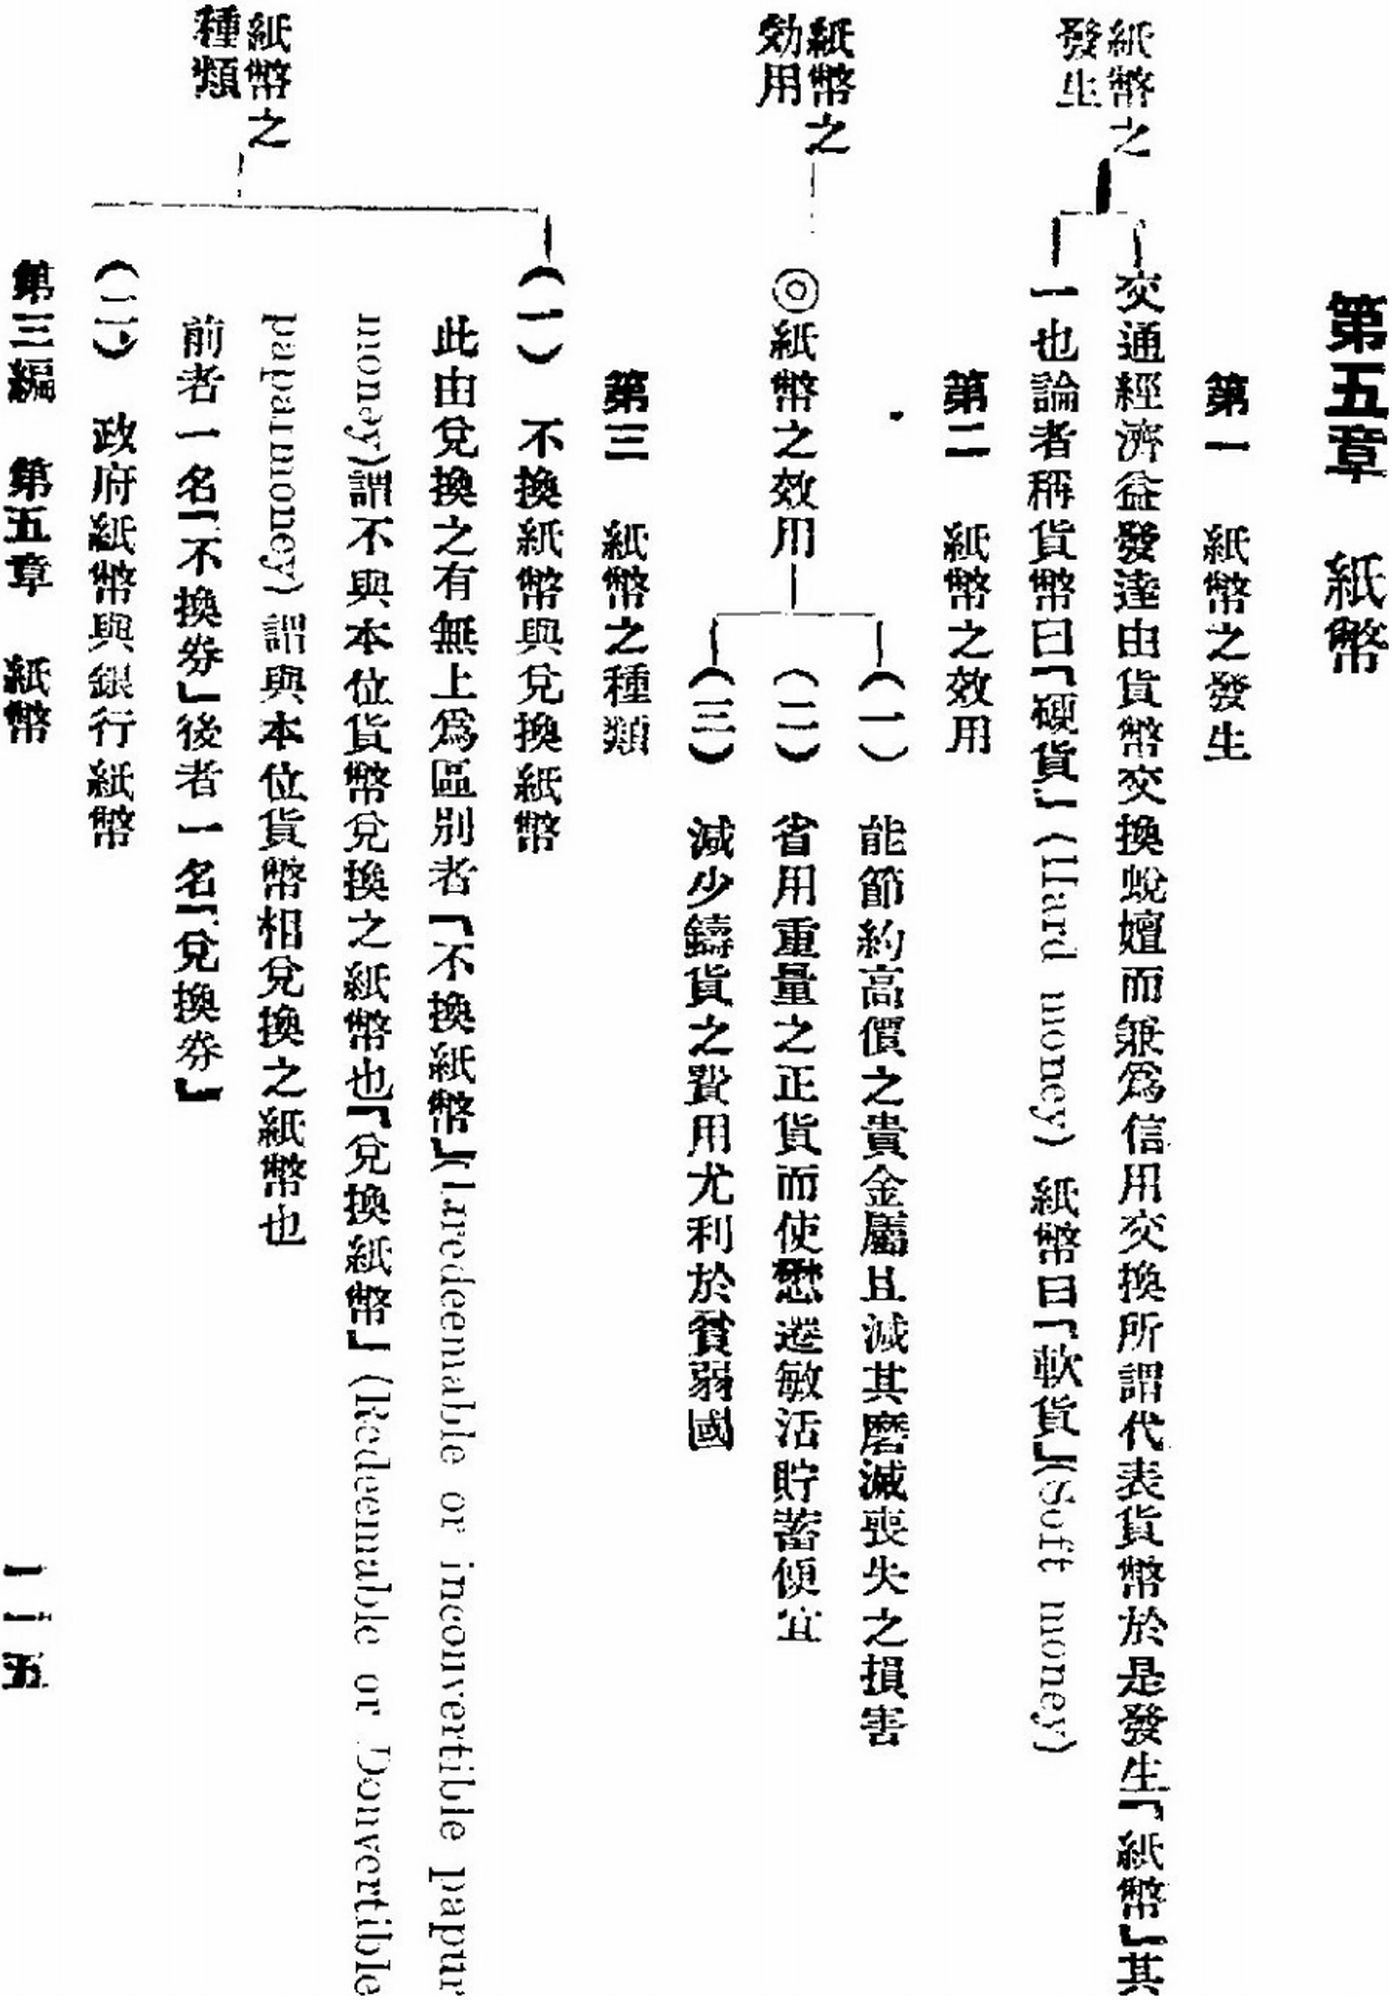 第五章　紙幣
第一　紙幣之發生
紙幣之
發生
交通經濟益發達由貨幣交換蛻嬗而兼爲信用交換所謂代表貨幣於是發生『紙幣』其
一也論者稱貨幣曰『硬貨』(Hard money) 紙幣曰『軟貨』(Soft money)
第二　紙幣之效用
紙幣之
効用
◎紙幣之效用
(一)　能節約高價之貴金屬且減其磨滅喪失之損害
(二)　省用重量之正貨而使懋遷敏活貯蓄便宜
(三)　減少鑄貨之費用尤利於貧弱國
第三　紙幣之種類
紙幣之
種類
(一)　不換紙幣與兌換紙幣
此由兌換之有無上爲區別者『不換紙幣』(Irredeemable or inconvertible papur
money)謂不與本位貨幣兌換之紙幣也『兌換紙幣』(Redeemable or Donvertible
paparmoney) 謂與本位貨幣相兌換之紙幣也
前者一名『不換券』後者一名『兌換券』
(二)　政府紙幣與銀行紙幣
第三編　第五章　紙幣
一一五